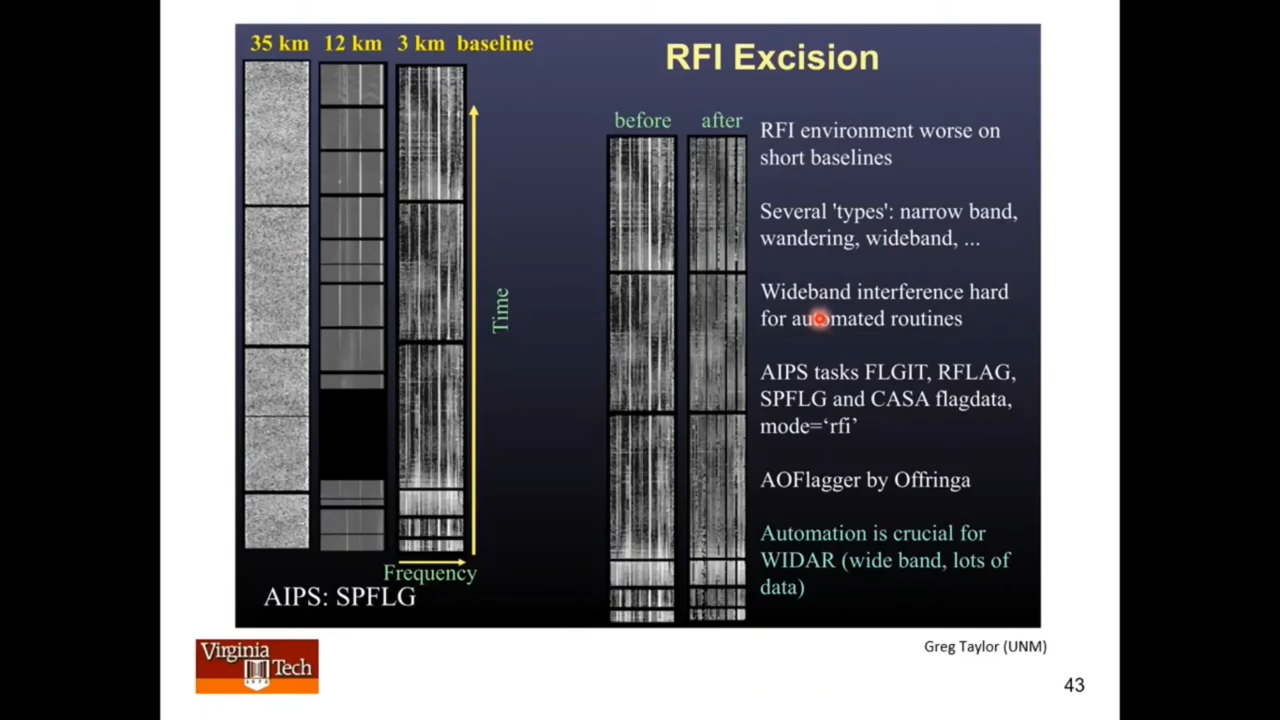 35 km 12 km 3 km baseline
RFI Excision
before after
RFI environment worse on
short baselines
Several 'types': narrow band,
wandering, wideband, ...
Wideband interference hard
for automated routines
AIPS tasks FLGIT, RFLAG,
SPFLG and CASA flagdata,
mode=‘rfi’
AOFlagger by Offringa
Automation is crucial for
WIDAR (wide band, lots of
data)
Time
Frequency
AIPS: SPFLG
Virginia
Tech
Greg Taylor (UNM)
43